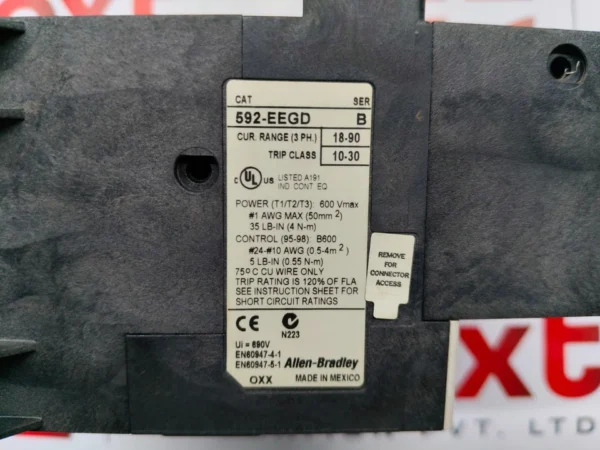 CAT SER
592-EEGD B
CUR. RANGE (3 PH.) 18-90
TRIP CLASS 10-30
C UL US LISTED A191
IND CONT EQ
POWER (T1/T2/T3): 600 Vmax
#1 AWG MAX (50mm²)
35 LB-IN (4 N-m)
CONTROL (95-98): B600
#24-#10 AWG (0.5-4m²)
5 LB-IN (0.55 N-m)
75°C CU WIRE ONLY
TRIP RATING IS 120% OF FLA
SEE INSTRUCTION SHEET FOR
SHORT CIRCUIT RATINGS
REMOVE
FOR
CONNECTOR
ACCESS
CE N223
Ui = 690V
EN60947-4-1
EN60947-5-1 Allen-Bradley
OXX MADE IN MEXICO